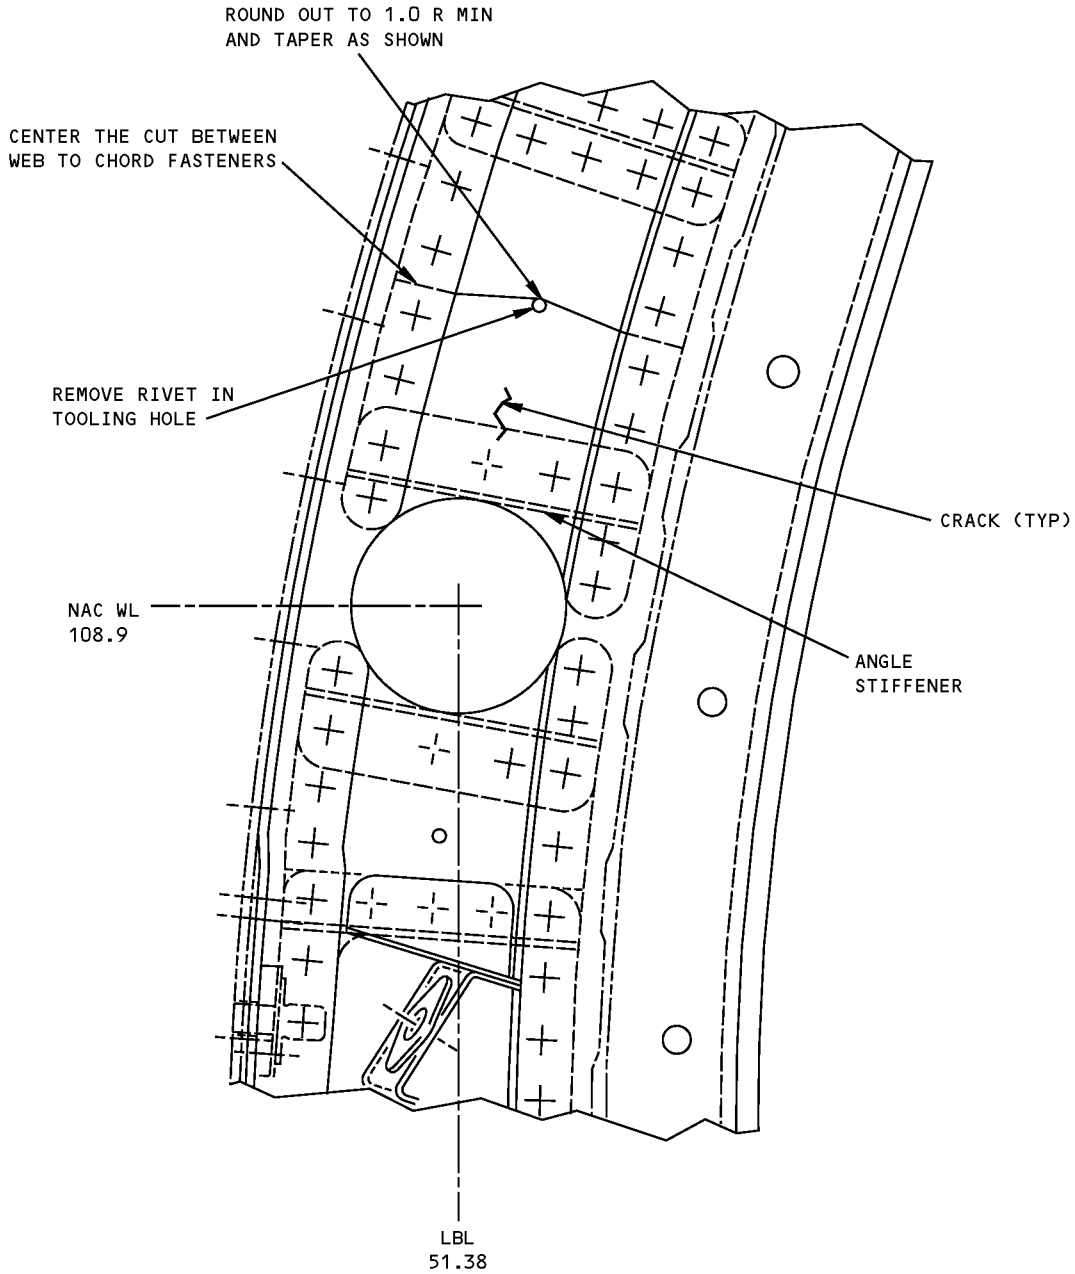 ROUND OUT TO 1.0 R MIN
AND TAPER AS SHOWN
CENTER THE CUT BETWEEN
WEB TO CHORD FASTENERS
REMOVE RIVET IN
TOOLING HOLE
CRACK (TYP)
NAC WL
108.9
ANGLE
STIFFENER
LBL
51.38